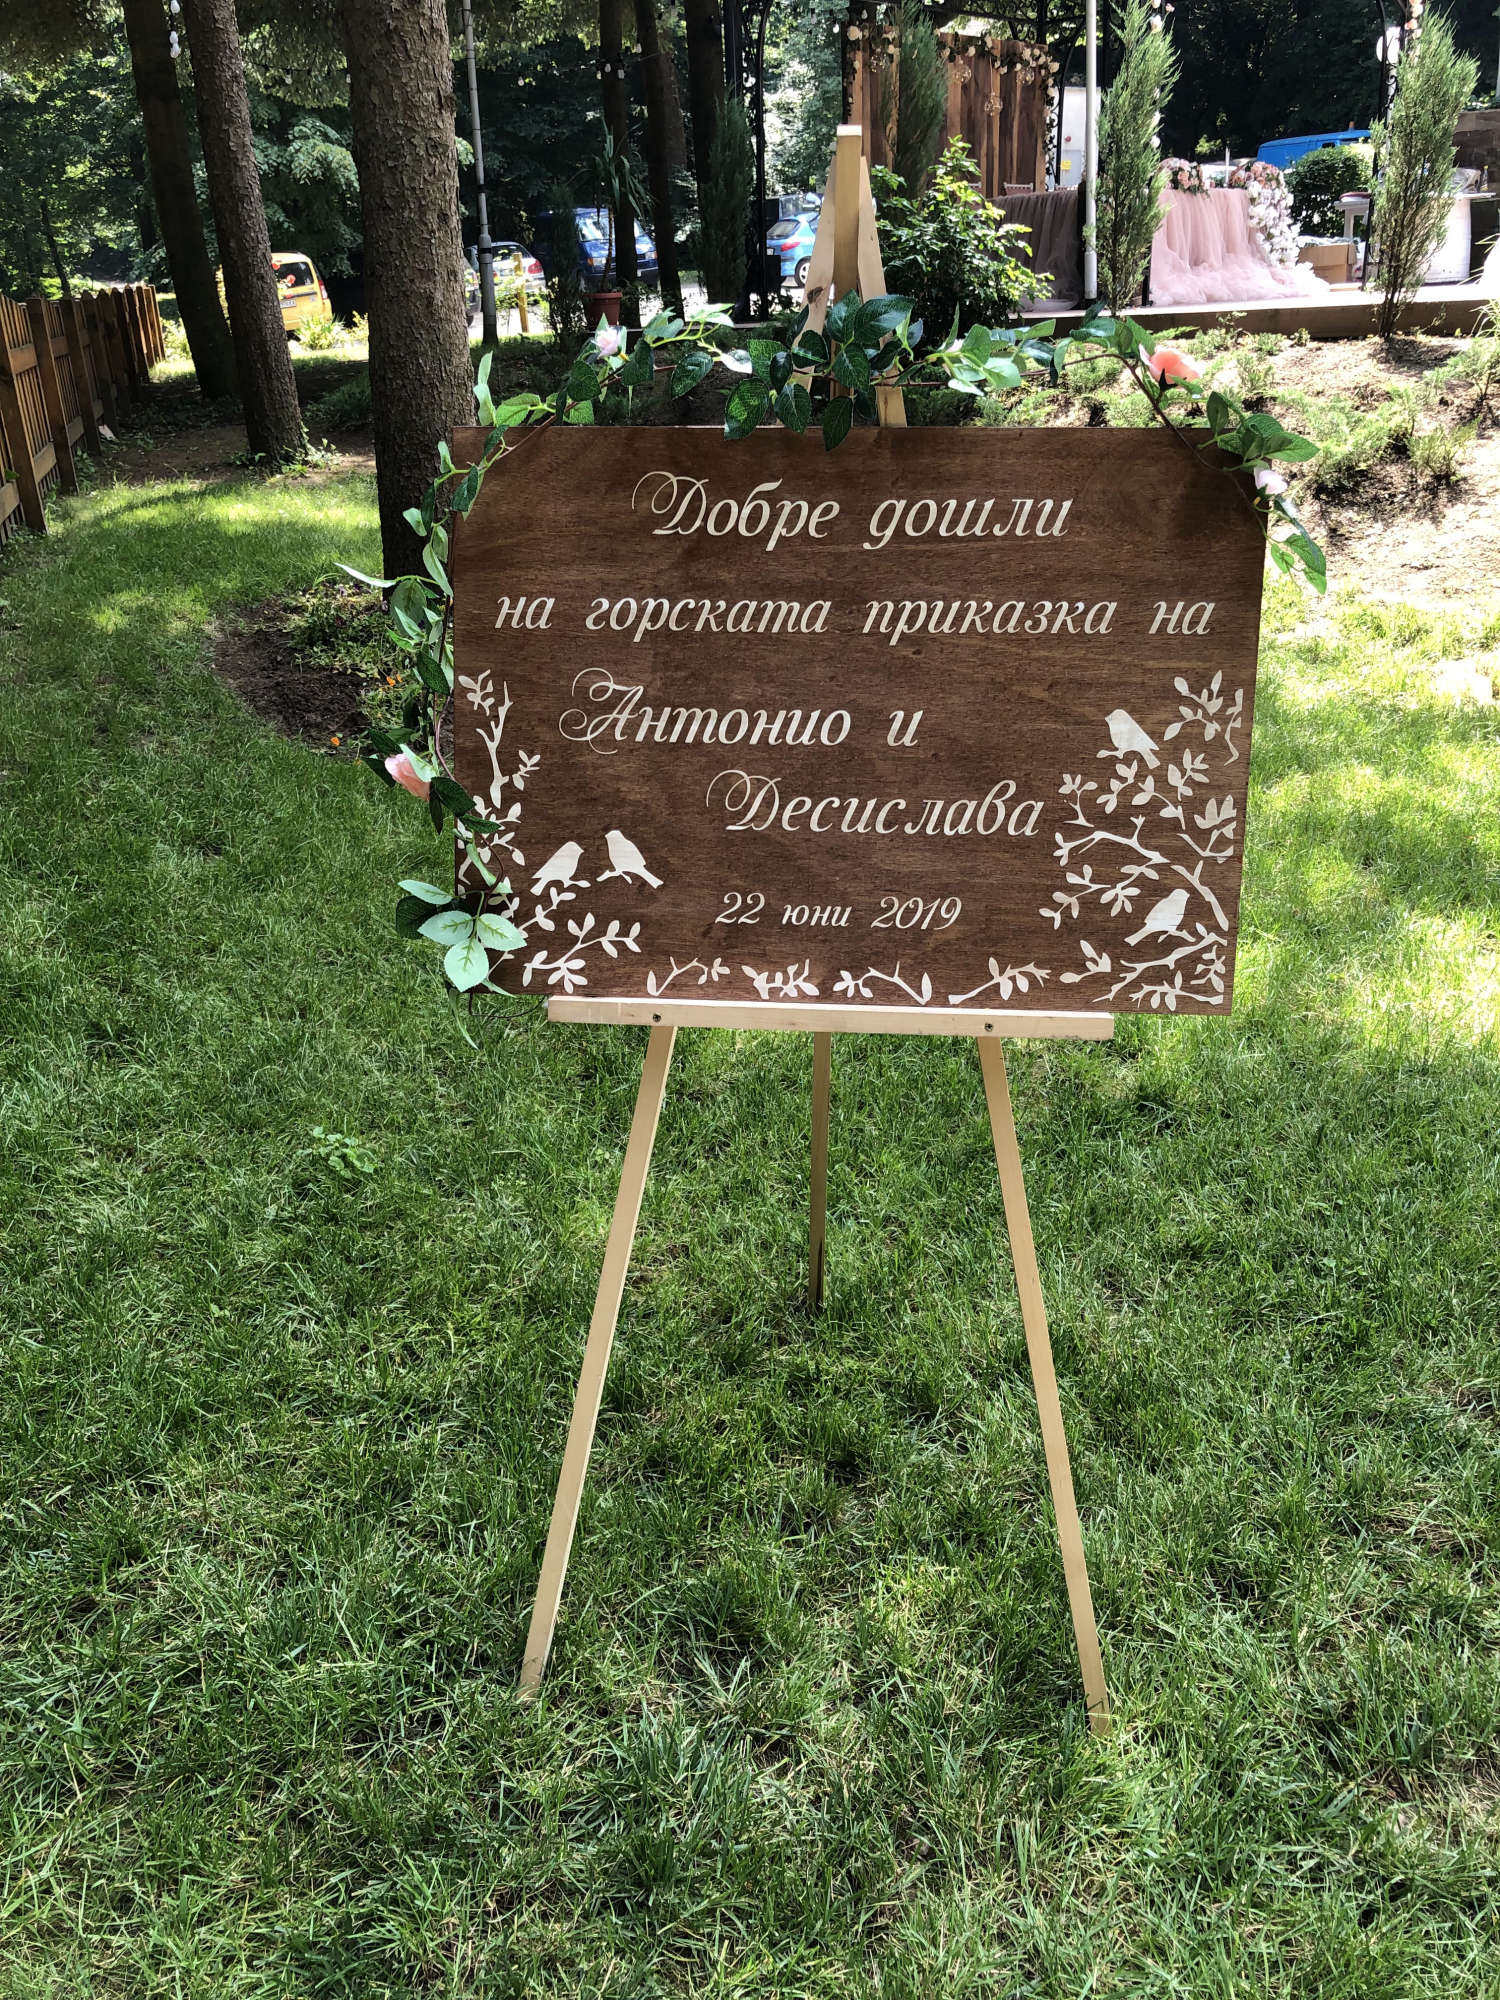 Добре дошли
на горската приказка на
Антонио и
Десислава
22 юни 2019